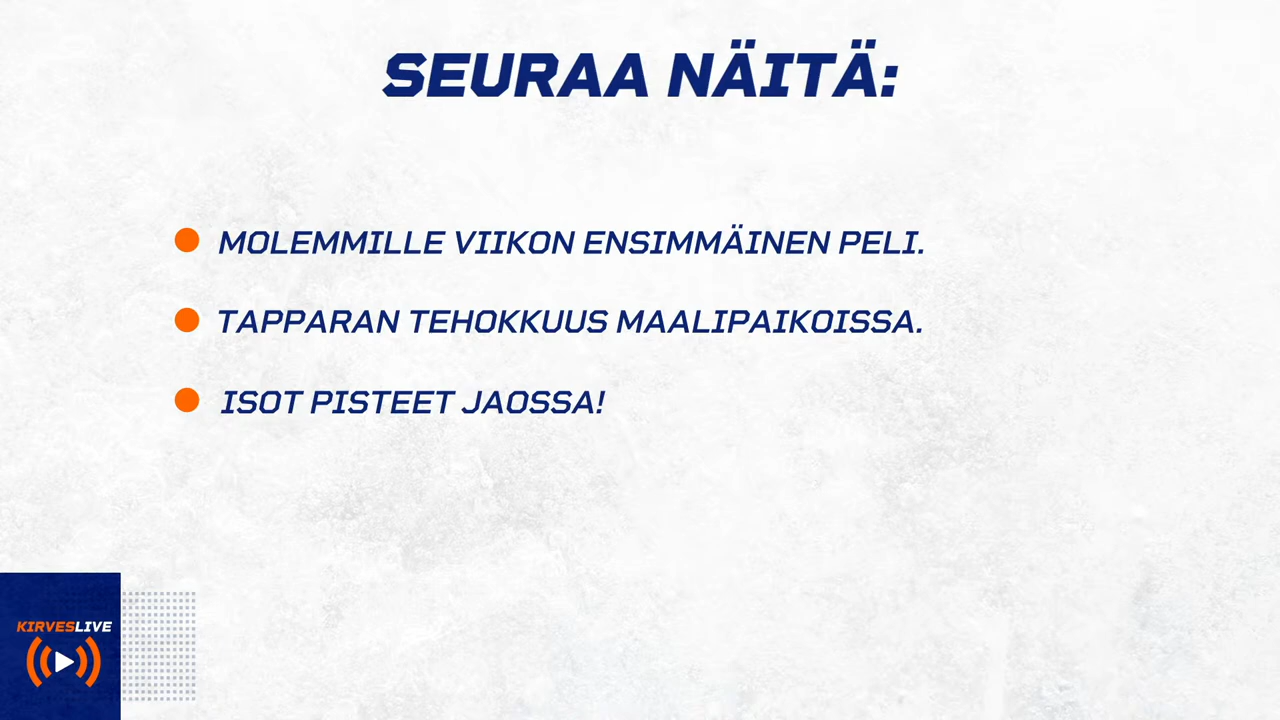 SEURAA NÄITÄ:
MOLEMMILLE VIIKON ENSIMMÄINEN PELI.
TAPPARAN TEHOKKUUS MAALIPAIKOISSA.
ISOT PISTEET JAOSSA!
KIRVESLIVE